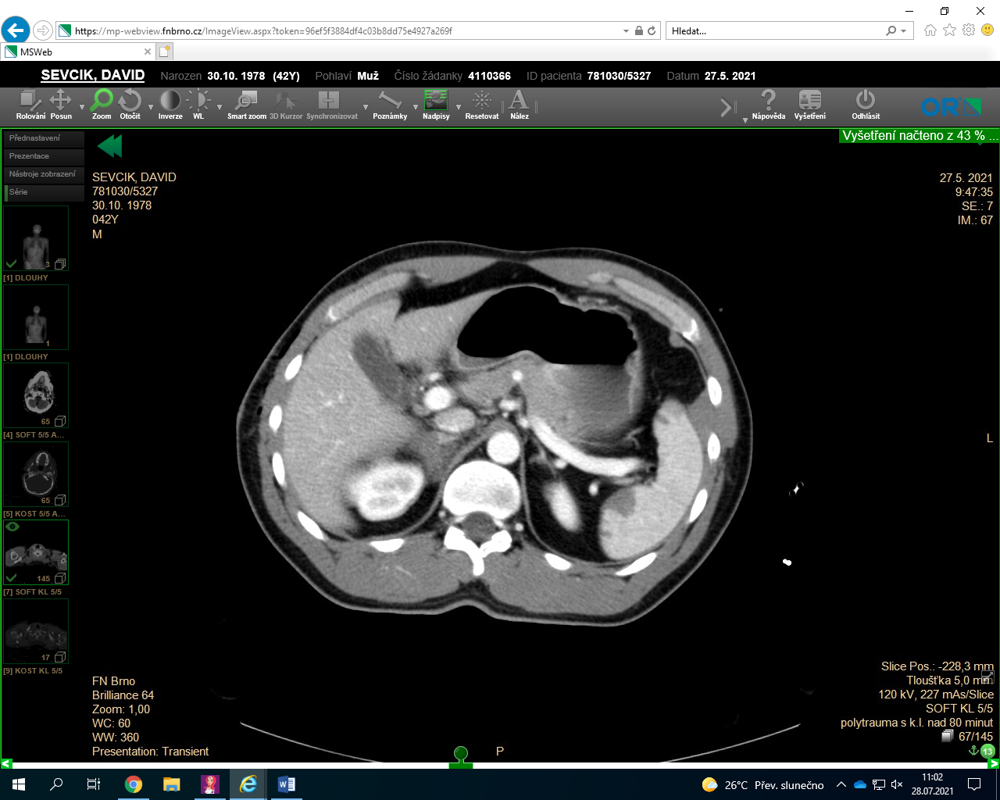 https://mp-webview.fnbrno.cz/ImageView.aspx?token=96ef5f3884df4c03b8dd75e4927a269f
Hledat...
MSWeb
SEVCIK, DAVID Narozen 30.10. 1978 (42Y) Pohlaví Muž Číslo žádanky 4110366 ID pacienta 781030/5327 Datum 27.5. 2021
Rolování Posun Zoom Otočit Inverze WL Smart zoom 3D Kurzor Synchronizovat Poznámky Nadpisy Resetovat Nález Nápověda Vyšetření Odhlásit
Vyšetření načteno z 43 % ...
Přednastavení
Prezentace
Nástroje zobrazení
Série
3
[1] DLOUHY
1
[1] DLOUHY
65
[4] SOFT 5/5 A...
65
[5] KOST 5/5 A...
145
[7] SOFT KL 5/5
17
[9] KOST KL 5/5
SEVCIK, DAVID
781030/5327
30.10. 1978
042Y
M
27.5. 2021
9:47:35
SE.: 7
IM.: 67
L
FN Brno
Brilliance 64
Zoom: 1,00
WC: 60
WW: 360
Presentation: Transient
P
Slice Pos.: -228,3 mm
Tloušťka 5,0 mm
120 kV, 227 mAs/Slice
SOFT KL 5/5
polytrauma s k.l. nad 80 minut
67/145
13
26°C Přev. slunečno
11:02
28.07.2021